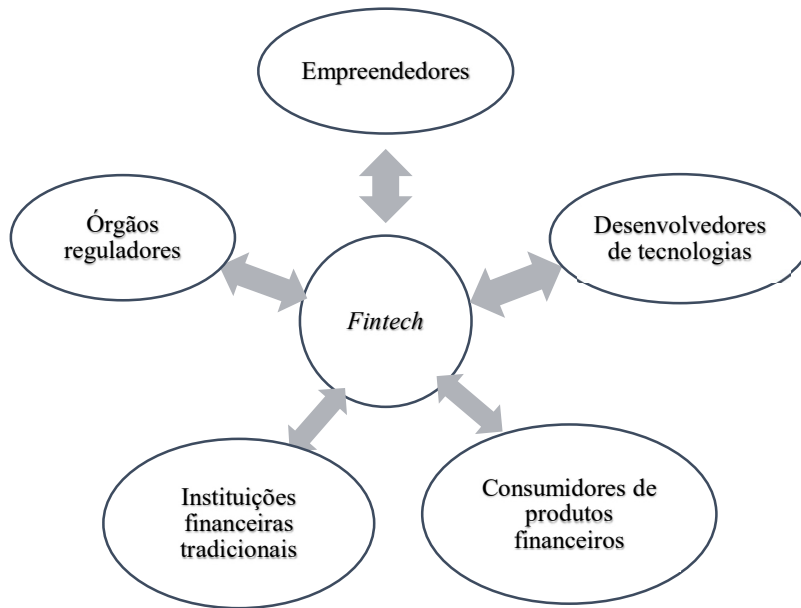 Empreendedores
Órgãos
reguladores
Desenvolvedores
de tecnologias
Fintech
Instituições
financeiras
tradicionais
Consumidores de
produtos
financeiros